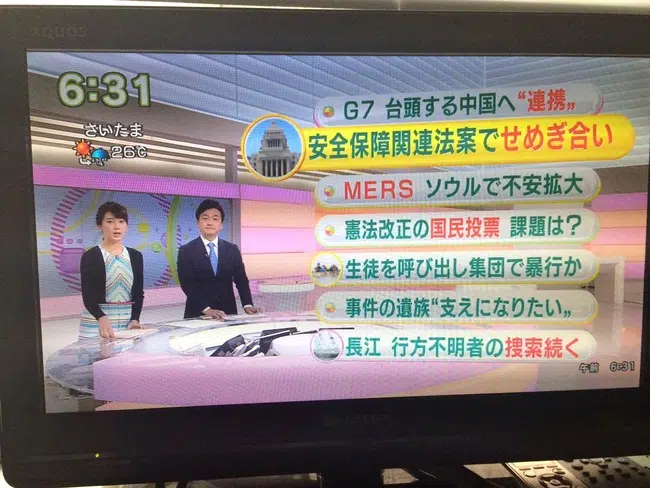 AQUOS
6:31
さいたま
26℃
G7 台頭する中国へ“連携„
安全保障関連法案でせめぎ合い
MERS ソウルで不安拡大
憲法改正の国民投票 課題は？
生徒を呼び出し集団で暴行か
事件の遺族“支えになりたい„
長江 行方不明者の捜索続く
午前 6:31